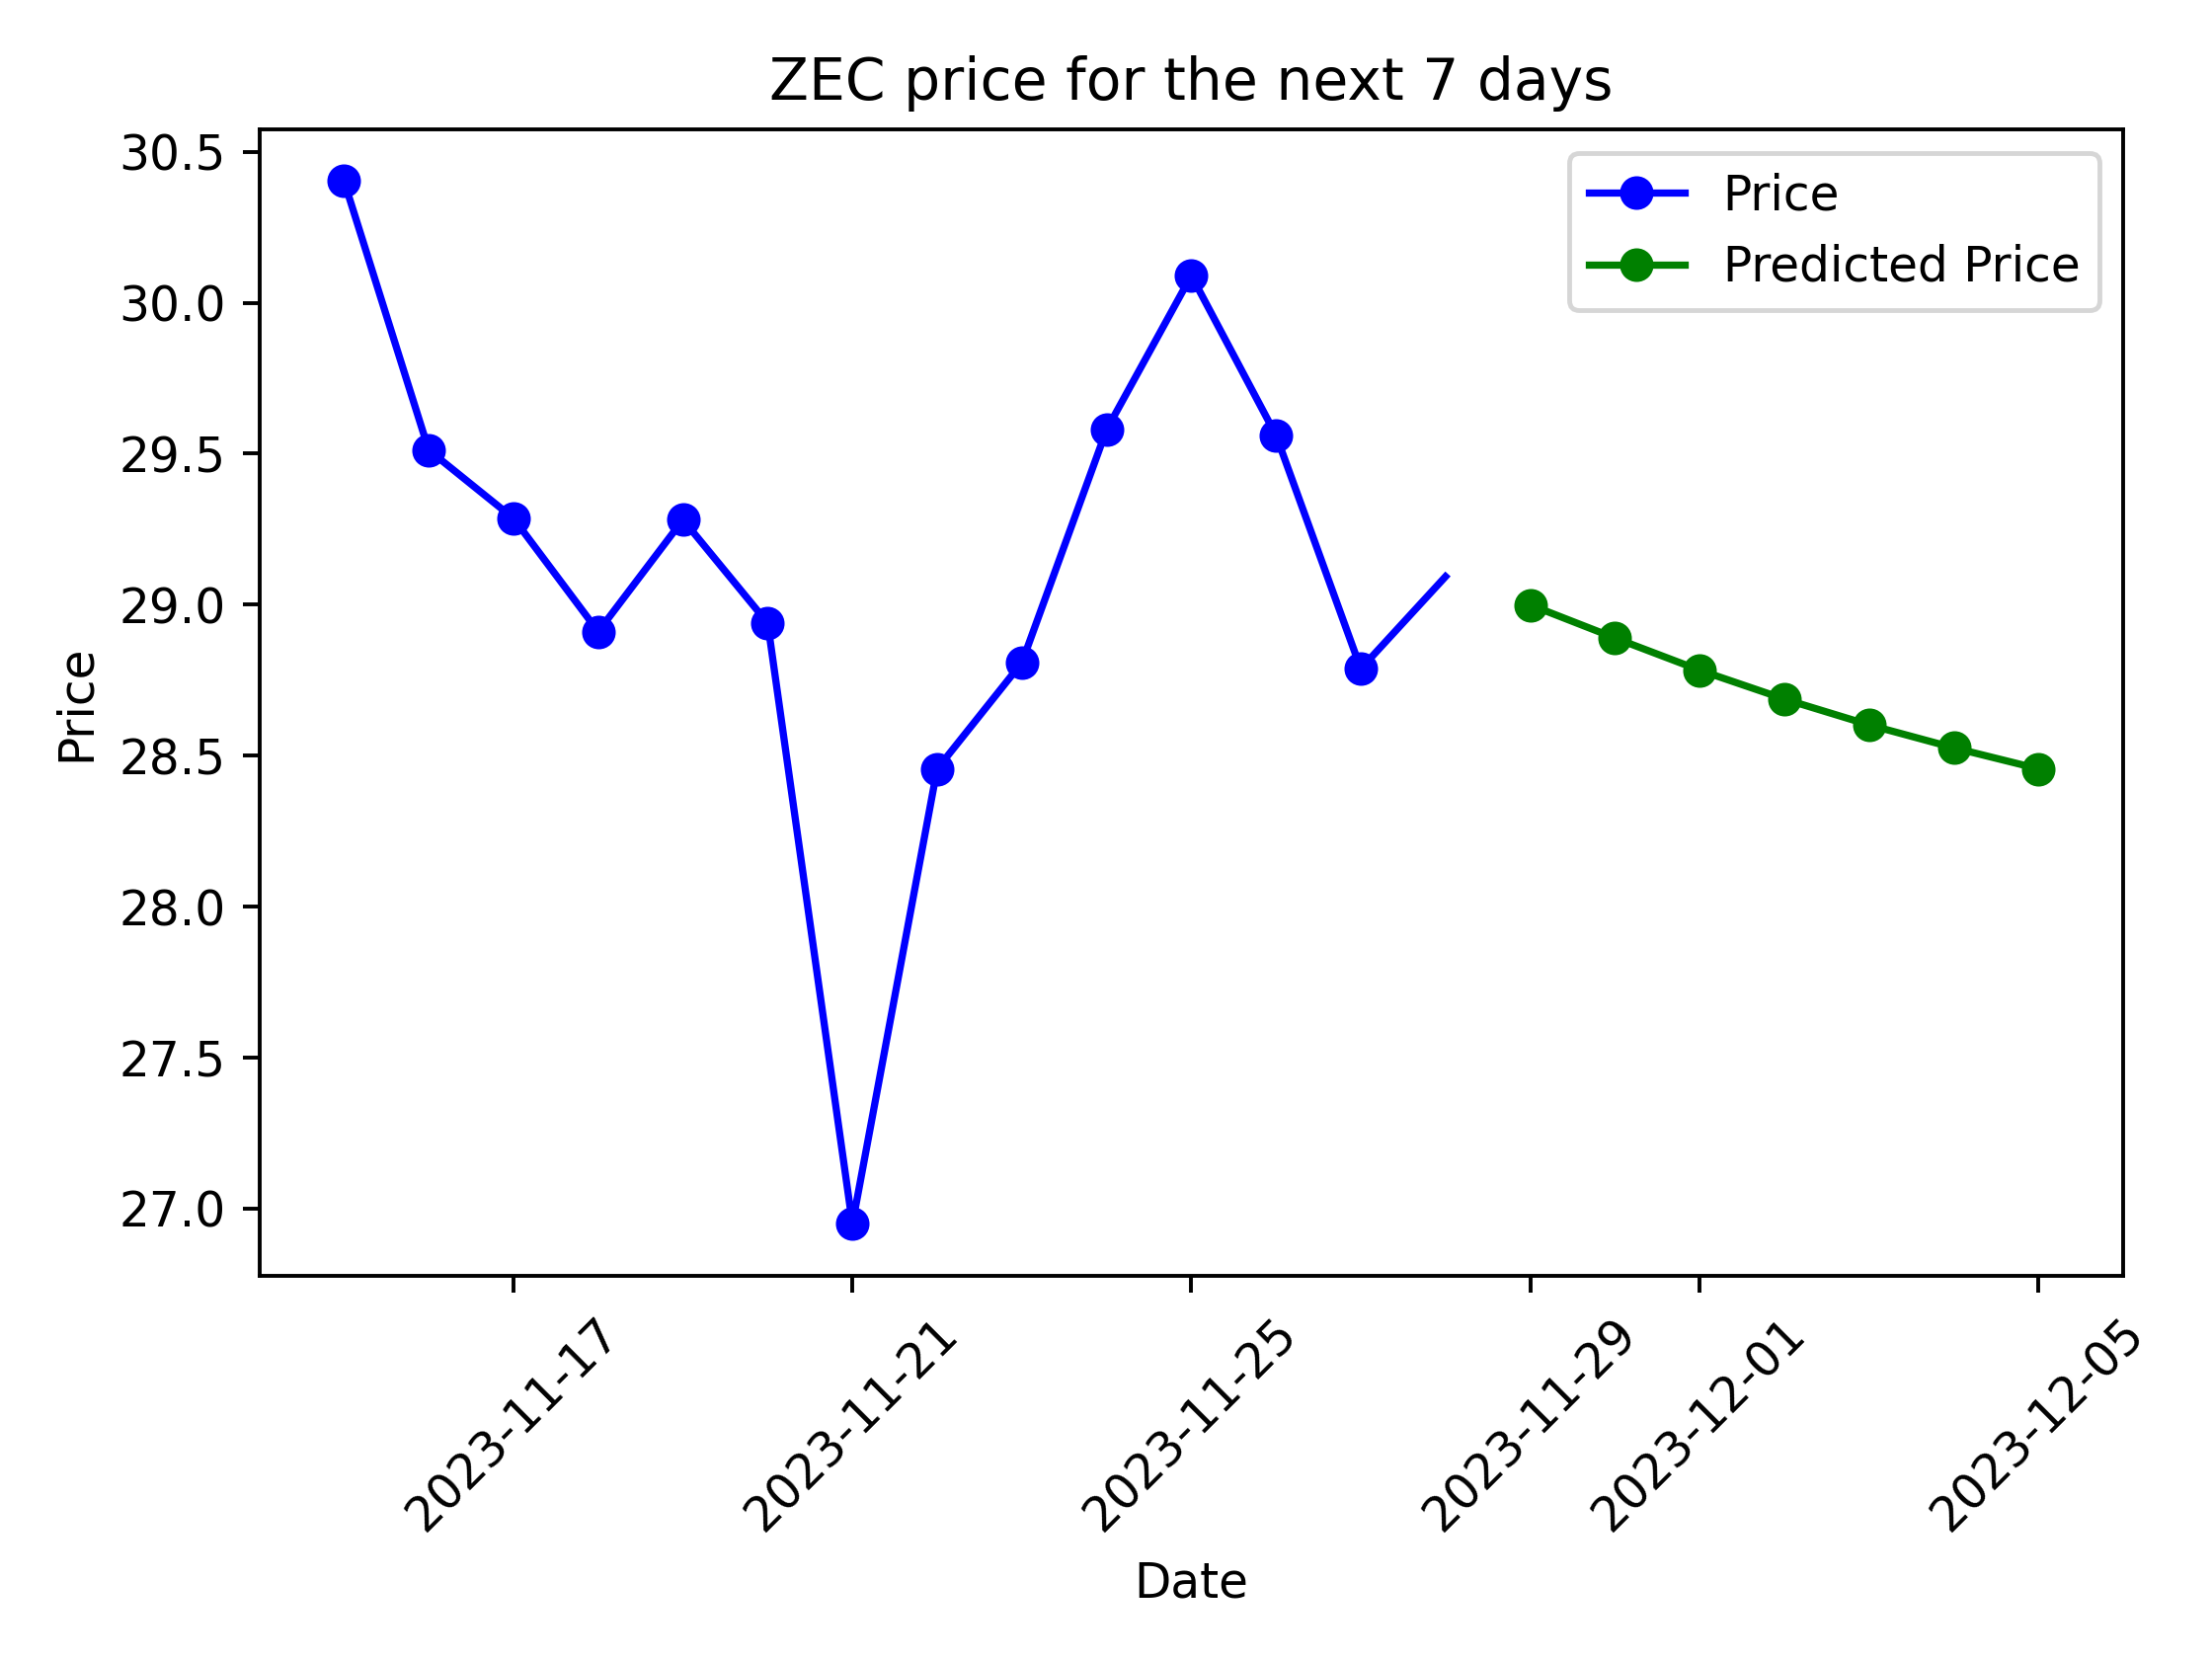 ZEC price for the next 7 days
Price
Predicted Price
30.5
30.0
29.5
29.0
28.5
28.0
27.5
27.0
Price
2023-11-17
2023-11-21
2023-11-25
2023-11-29
2023-12-01
2023-12-05
Date